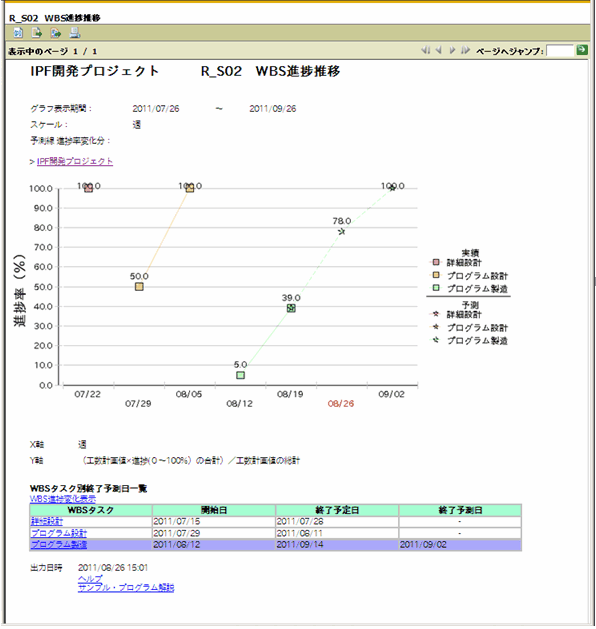 R_S02 WBS進捗推移
表示中のページ 1 / 1
ページへジャンプ:
IPF開発プロジェクト R_S02 WBS進捗推移
グラフ表示期間： 2011/07/26 ～ 2011/09/26
スケール： 週
予測線 進捗率変化分：
> IPF開発プロジェクト
進捗率（%）
100.0
90.0
80.0
70.0
60.0
50.0
40.0
30.0
20.0
10.0
0.0
100.0
50.0
100.0
5.0
39.0
78.0
100.0
07/22
07/29
08/05
08/12
08/19
08/26
09/02
実績
詳細設計
プログラム設計
プログラム製造
予測
詳細設計
プログラム設計
プログラム製造
X軸 週
Y軸 （工数計画値×進捗(０～100%）の合計）／工数計画値の総計
WBSタスク別終了予測日一覧
WBS進捗変化表示
WBSタスク 開始日 終了予定日 終了予測日
詳細設計 2011/07/15 2011/07/28 -
プログラム設計 2011/07/29 2011/08/11 -
プログラム製造 2011/08/12 2011/09/14 2011/09/02
出力日時 2011/08/26 15:01
ヘルプ
サンプル・プログラム解説